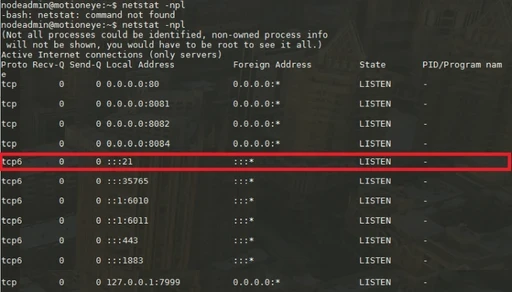 nodeadmin@motioneye:~$ netstat -npl
-bash: netstat: command not found
nodeadmin@motioneye:~$ netstat -npl
(Not all processes could be identified, non-owned process info
will not be shown, you would have to be root to see it all.)
Active Internet connections (only servers)
Proto Recv-Q Send-Q Local Address Foreign Address State PID/Program nam
e
tcp 0 0 0.0.0.0:80 0.0.0.0:* LISTEN -
tcp 0 0 0.0.0.0:8081 0.0.0.0:* LISTEN -
tcp 0 0 0.0.0.0:8082 0.0.0.0:* LISTEN -
tcp 0 0 0.0.0.0:8084 0.0.0.0:* LISTEN -
tcp6 0 0 :::21 :::* LISTEN -
tcp6 0 0 :::35765 :::* LISTEN -
tcp6 0 0 ::1:6010 :::* LISTEN -
tcp6 0 0 ::1:6011 :::* LISTEN -
tcp6 0 0 :::443 :::* LISTEN -
tcp6 0 0 :::1883 :::* LISTEN -
tcp 0 0 127.0.0.1:7999 0.0.0.0:* LISTEN -